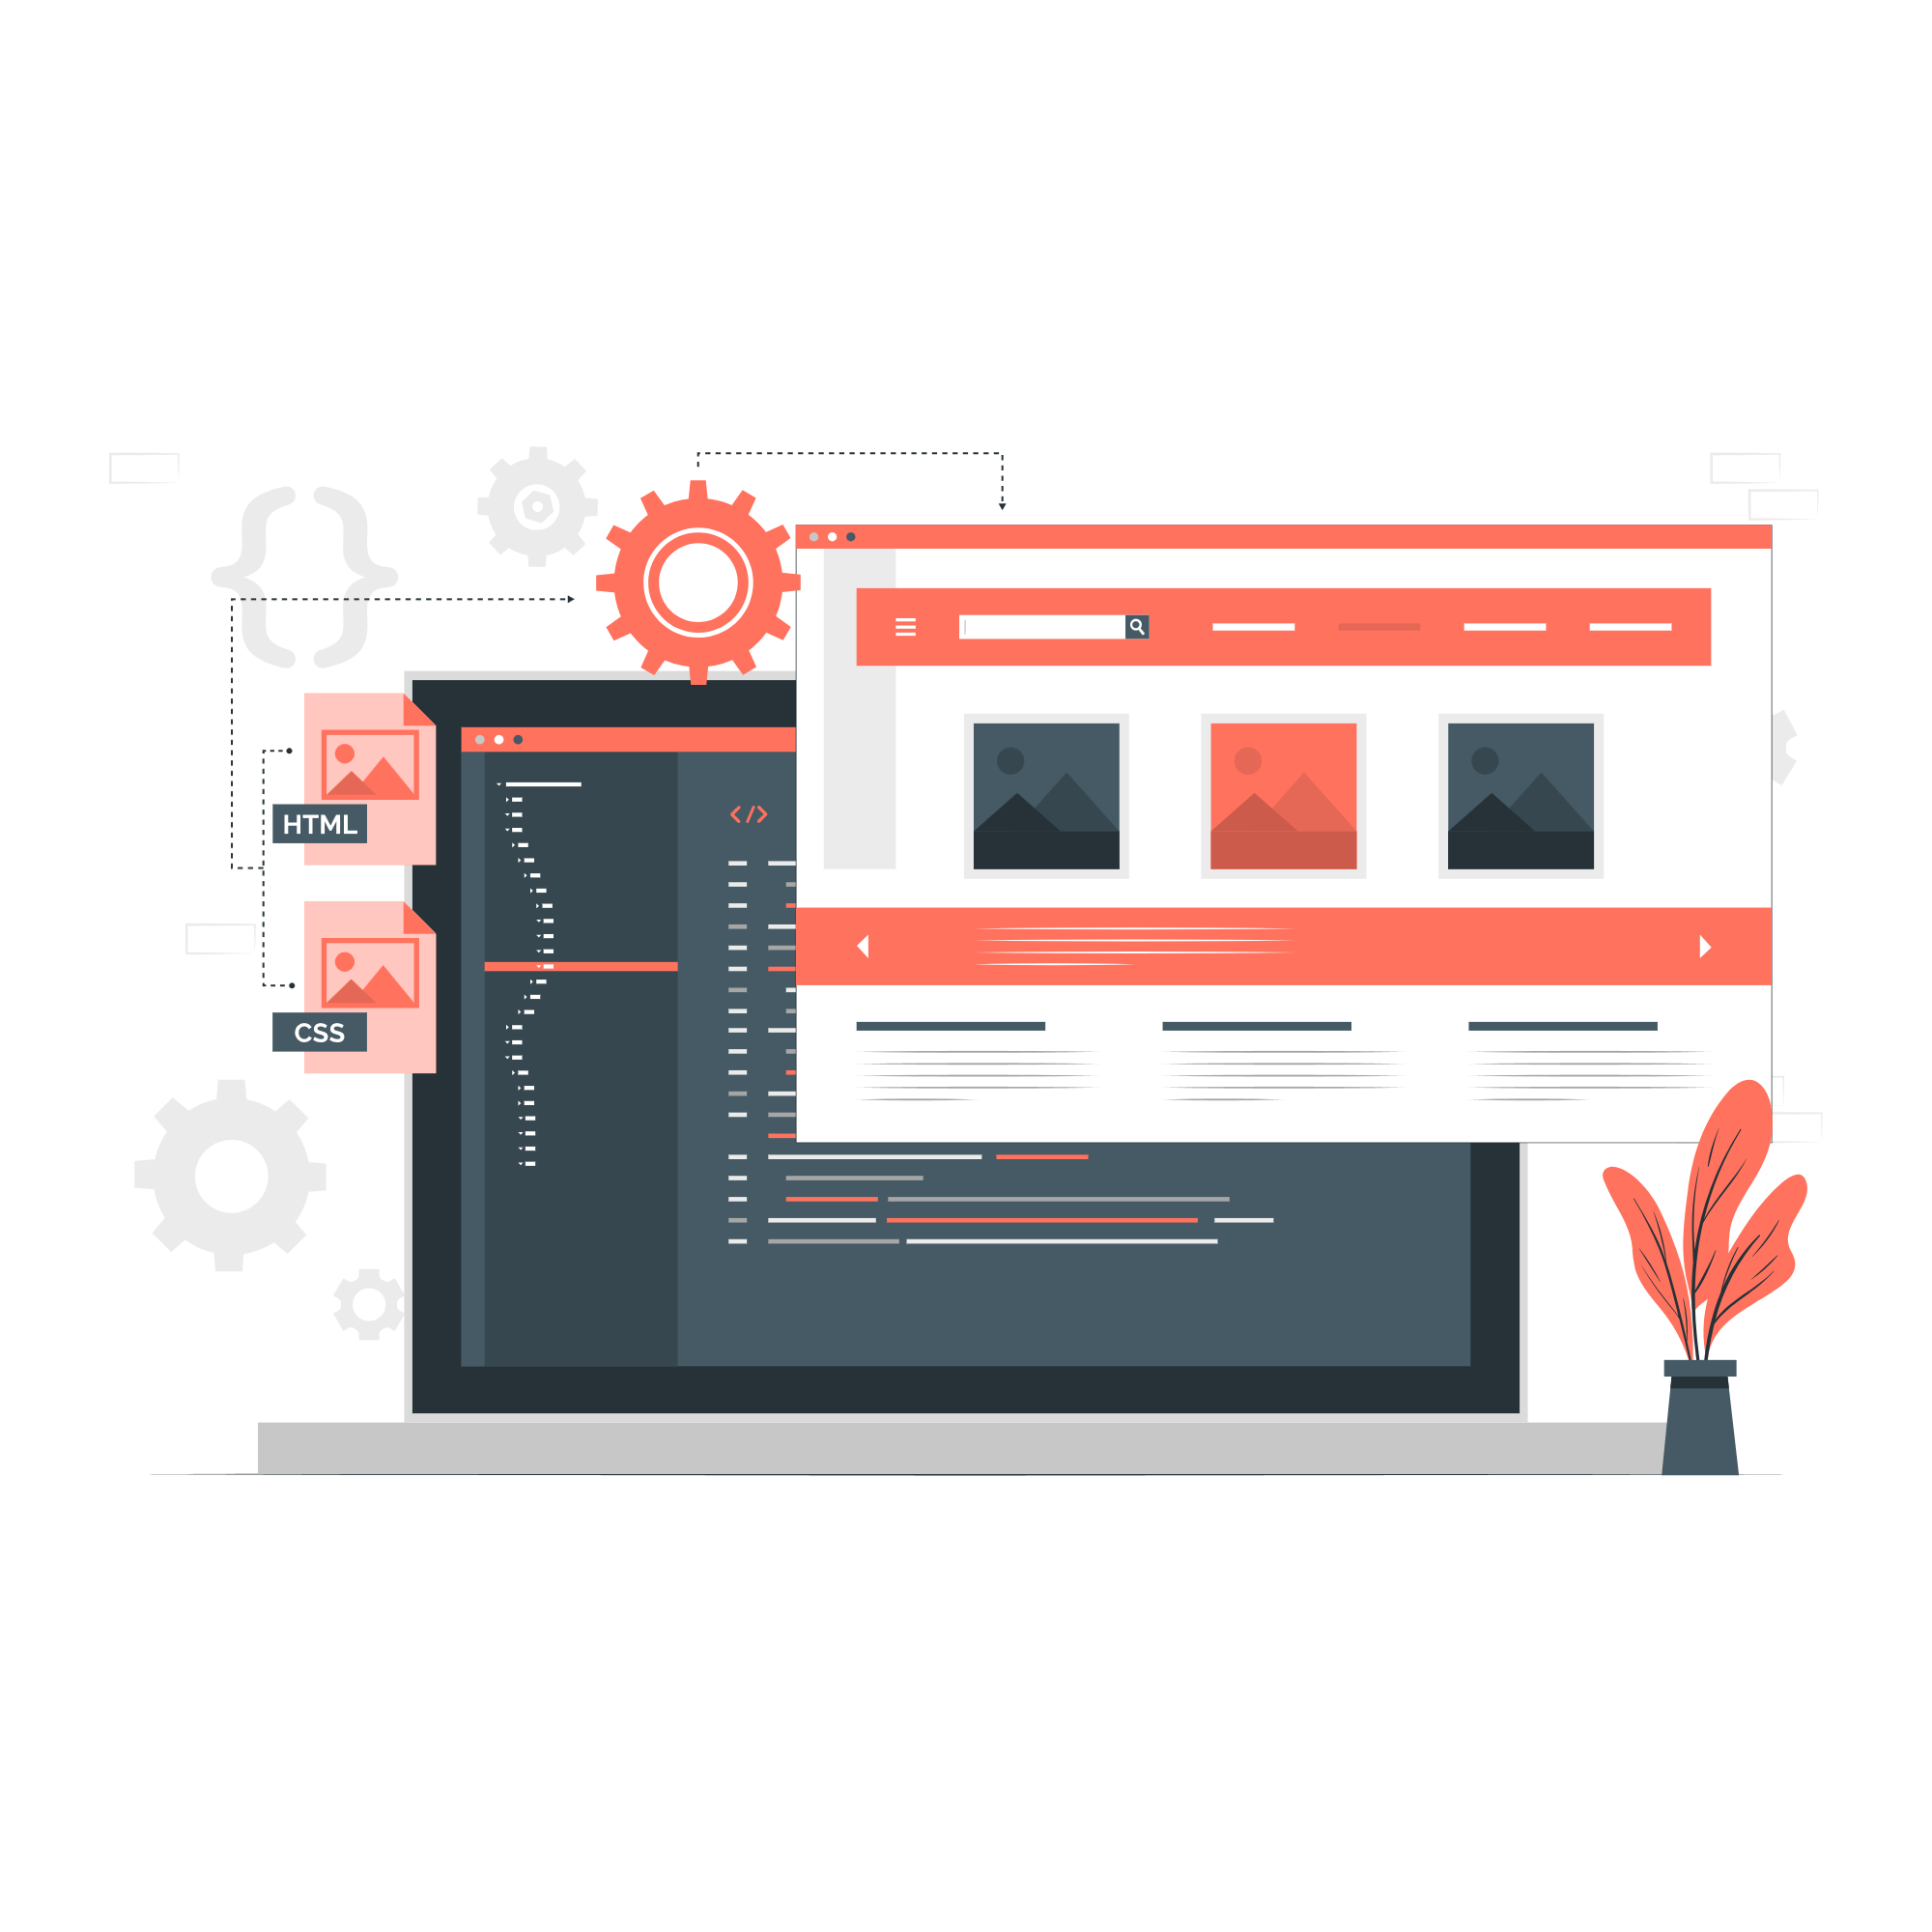 { }
</>
HTML
CSS